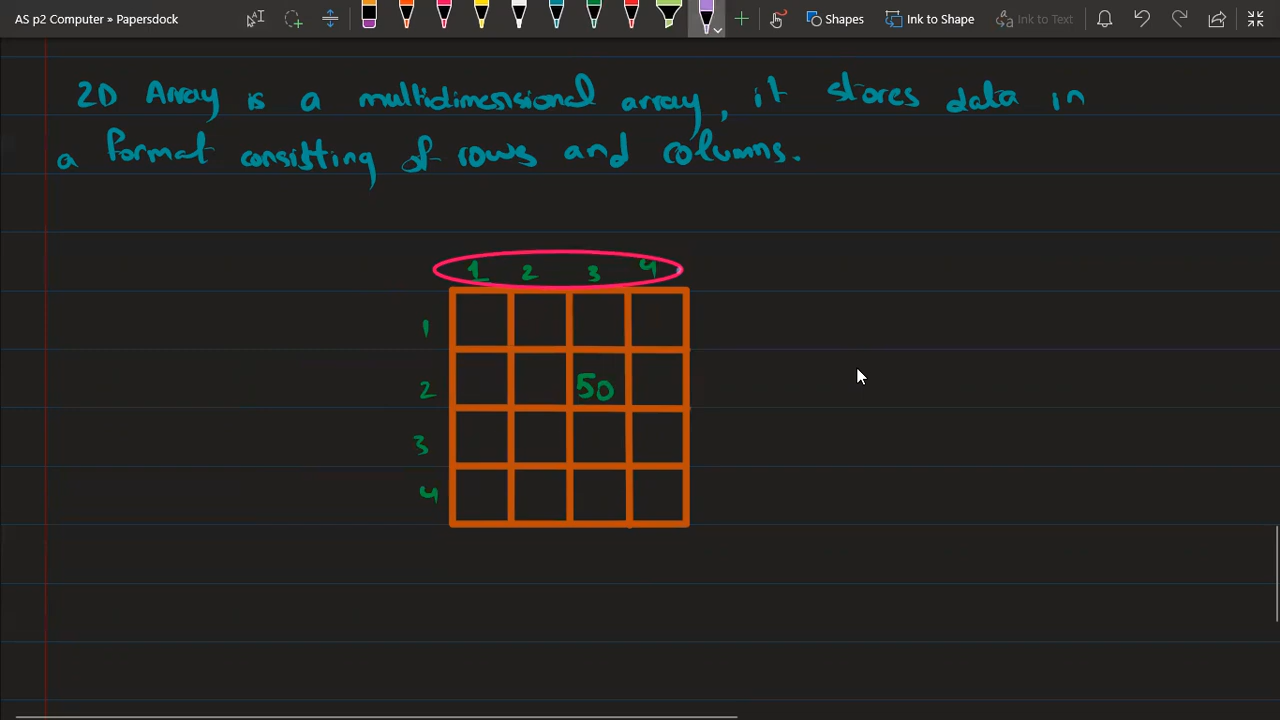 AS p2 Computer » Papersdock
Shapes
Ink to Shape
Ink to Text
2D Array is a multidimensional array, it stores data in
a format consisting of rows and columns.
1 2 3 4
1
2 50
3
4